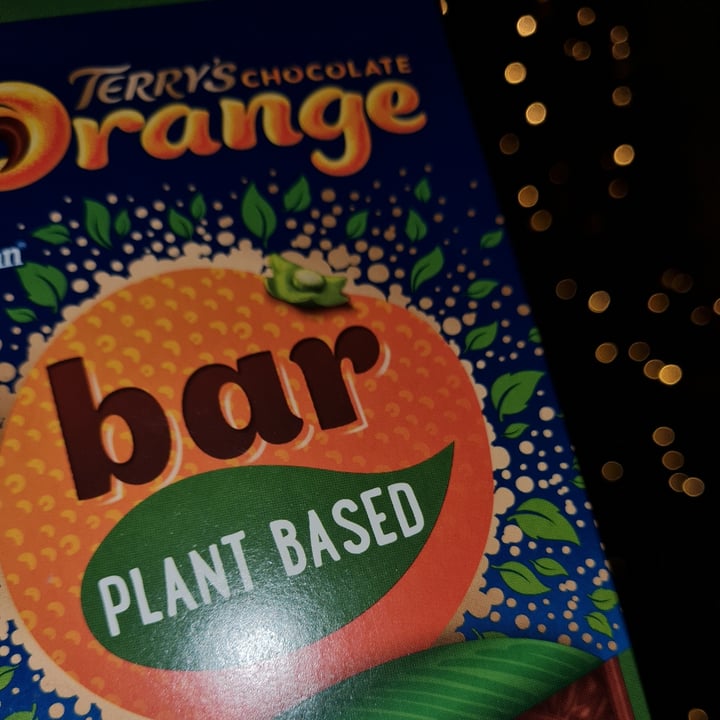 TERRY'S CHOCOLATE
Orange
bar
PLANT BASED